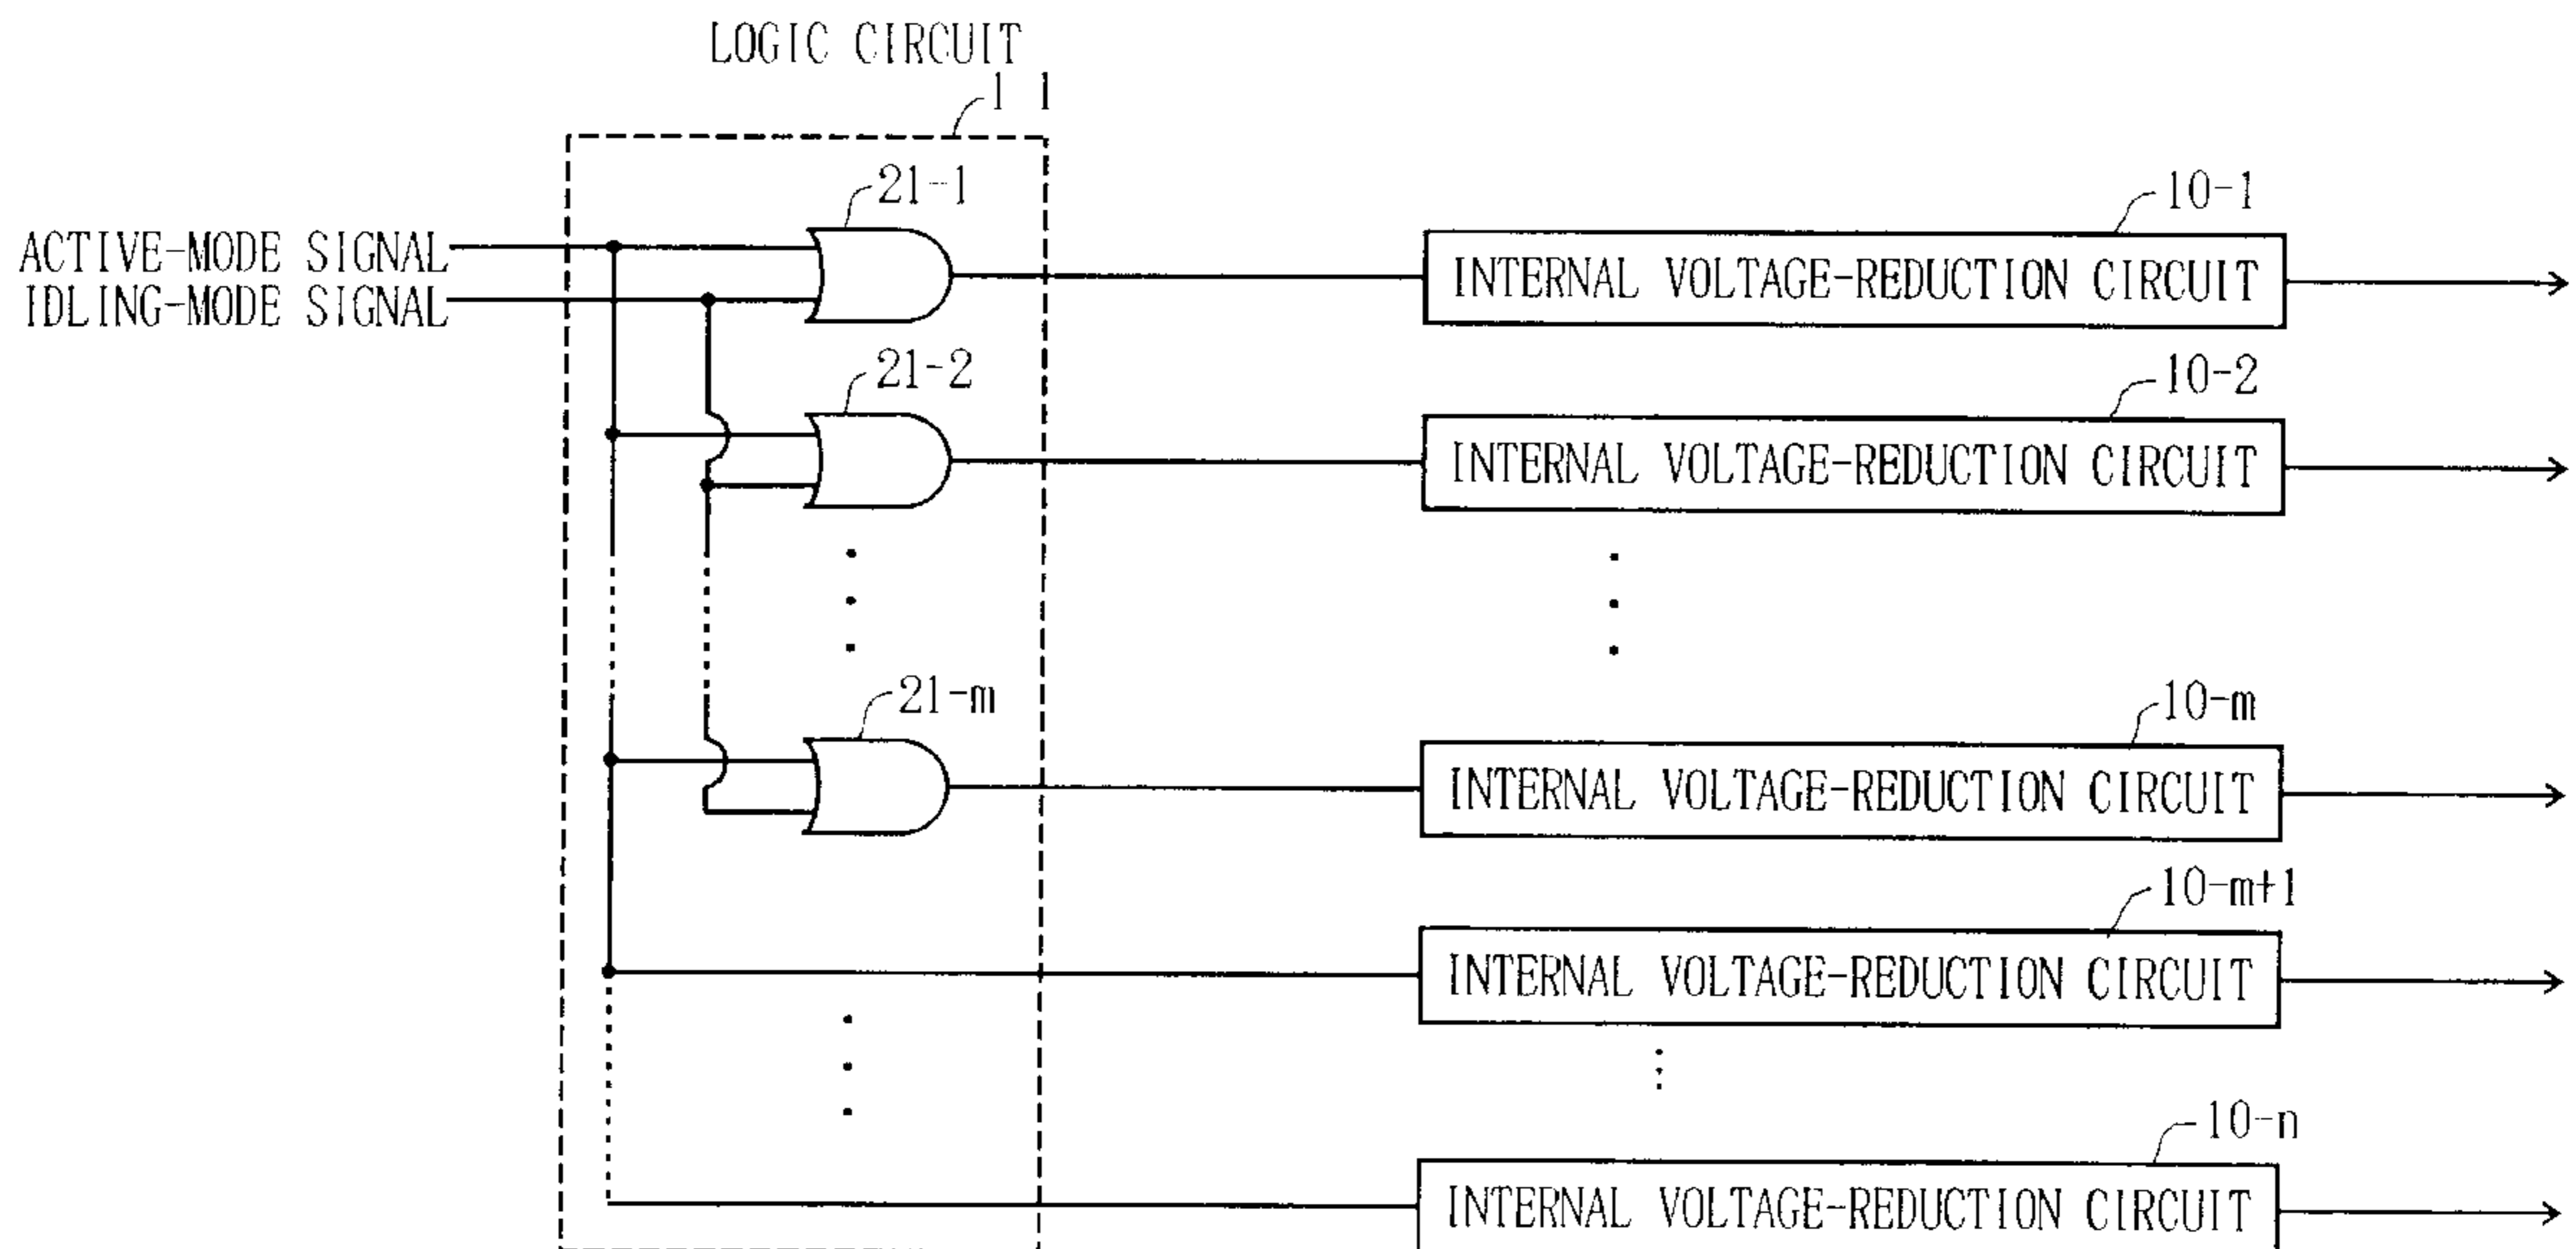 LOGIC CIRCUIT
11
21-1
10-1
ACTIVE-MODE SIGNAL
INTERNAL VOLTAGE-REDUCTION CIRCUIT
IDLING-MODE SIGNAL
21-2
10-2
INTERNAL VOLTAGE-REDUCTION CIRCUIT
21-m
10-m
INTERNAL VOLTAGE-REDUCTION CIRCUIT
10-m+1
INTERNAL VOLTAGE-REDUCTION CIRCUIT
10-n
INTERNAL VOLTAGE-REDUCTION CIRCUIT